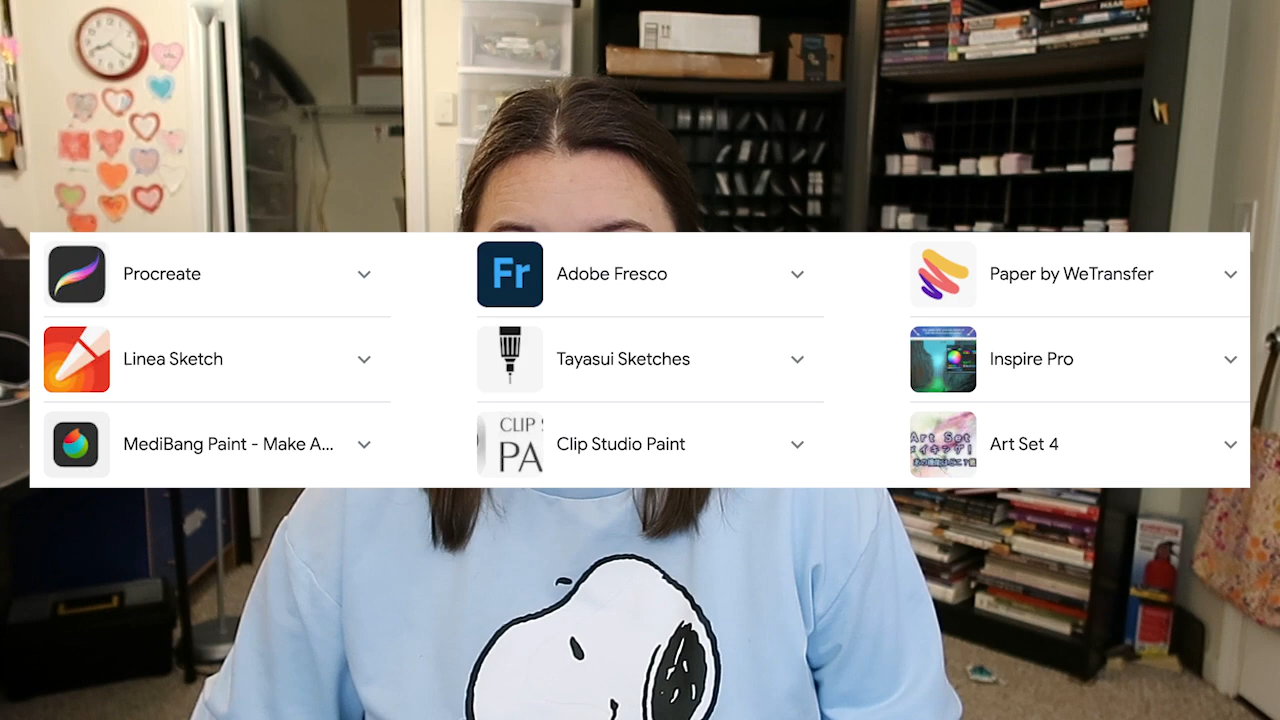 Procreate
Fr
Adobe Fresco
Paper by WeTransfer
Linea Sketch
Tayasui Sketches
Inspire Pro
MediBang Paint - Make A...
CLIP
PA
Clip Studio Paint
Art Set
Art Set 4